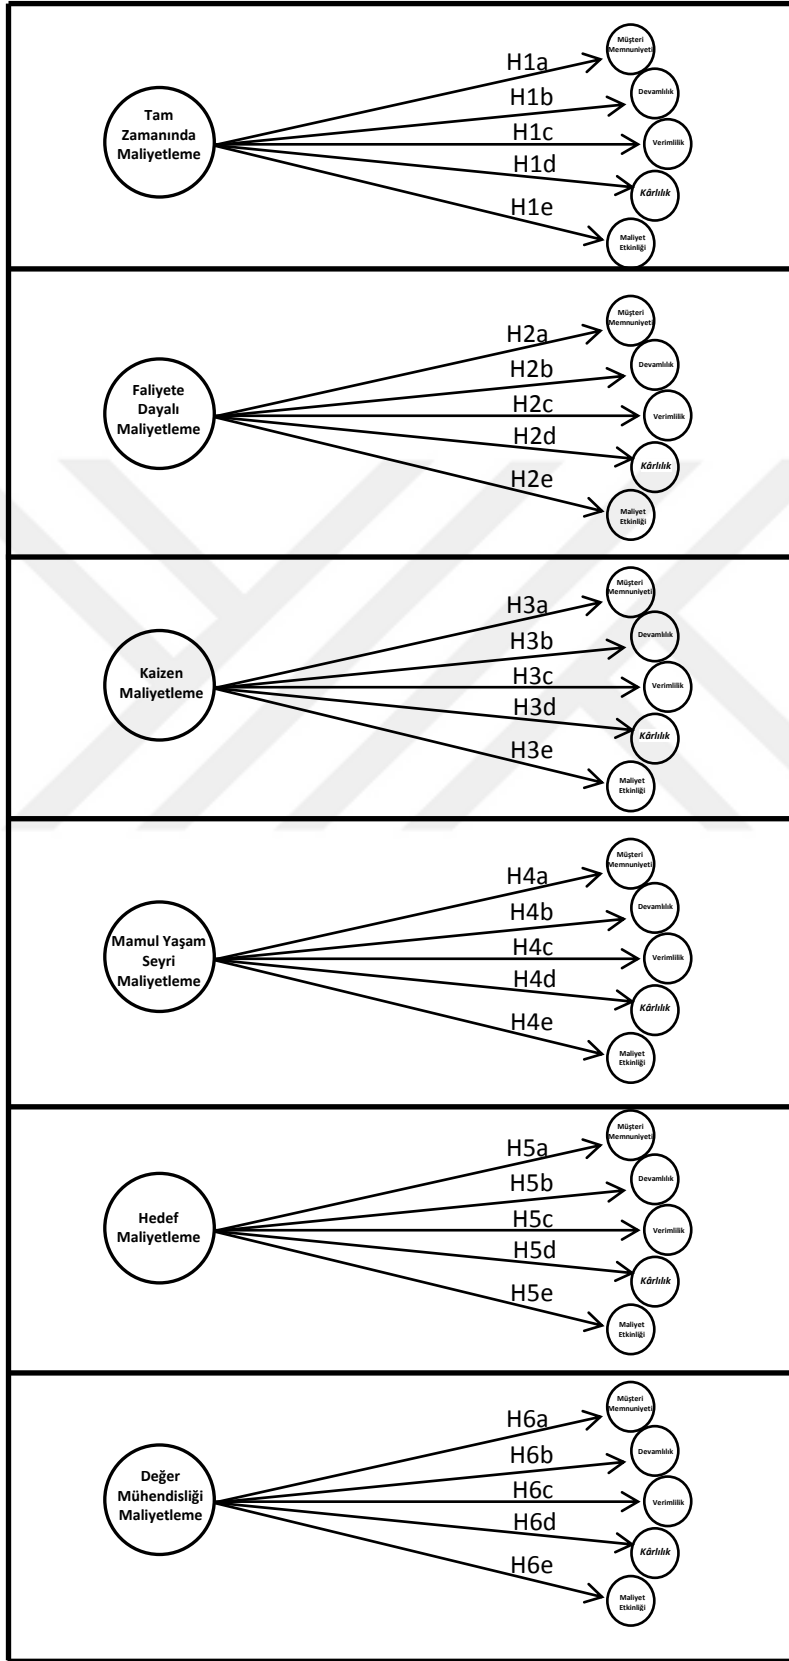 Tam
Zamanında
Maliyetleme
H1a
H1b
H1c
H1d
H1e
Müşteri
Memnuniyeti
Devamlılık
Verimlilik
Kârlılık
Maliyet
Etkinliği
Faliyete
Dayalı
Maliyetleme
H2a
H2b
H2c
H2d
H2e
Müşteri
Memnuniyeti
Devamlılık
Verimlilik
Kârlılık
Maliyet
Etkinliği
Kaizen
Maliyetleme
H3a
H3b
H3c
H3d
H3e
Müşteri
Memnuniyeti
Devamlılık
Verimlilik
Kârlılık
Maliyet
Etkinliği
Mamul Yaşam
Seyri
Maliyetleme
H4a
H4b
H4c
H4d
H4e
Müşteri
Memnuniyeti
Devamlılık
Verimlilik
Kârlılık
Maliyet
Etkinliği
Hedef
Maliyetleme
H5a
H5b
H5c
H5d
H5e
Müşteri
Memnuniyeti
Devamlılık
Verimlilik
Kârlılık
Maliyet
Etkinliği
Değer
Mühendisliği
Maliyetleme
H6a
H6b
H6c
H6d
H6e
Müşteri
Memnuniyeti
Devamlılık
Verimlilik
Kârlılık
Maliyet
Etkinliği